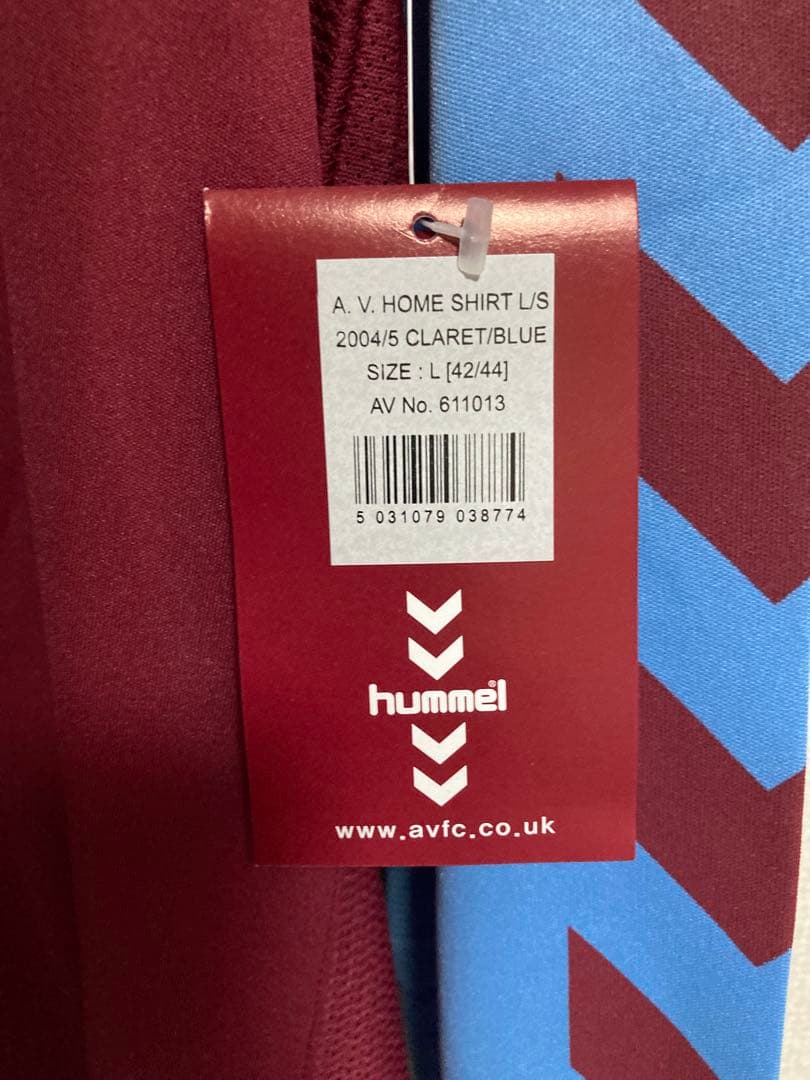 A. V. HOME SHIRT L/S
2004/5 CLARET/BLUE
SIZE : L [42/44]
AV No. 611013
5 031079 038774
hummel®
www.avfc.co.uk